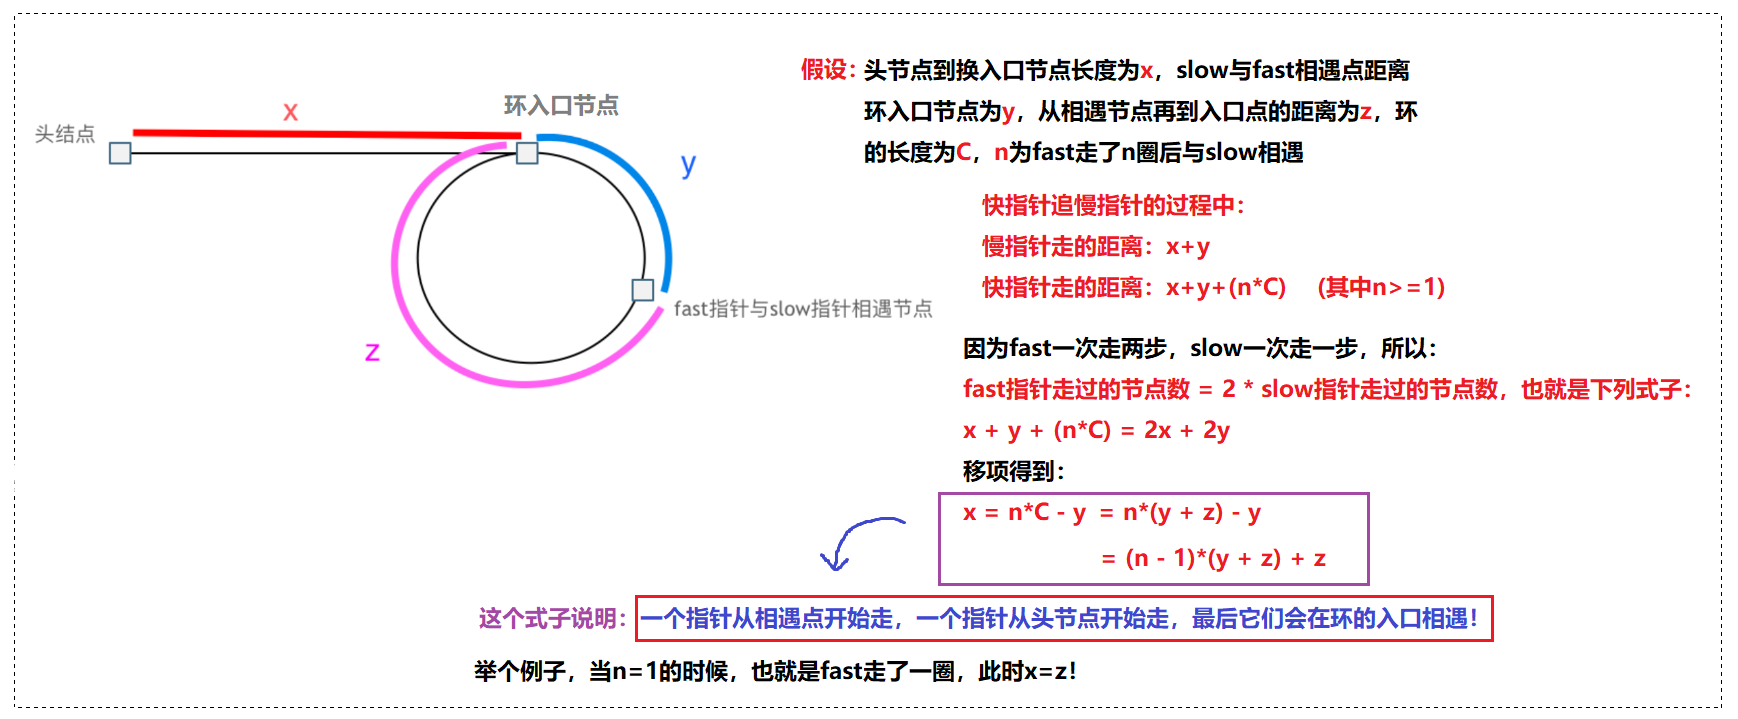 假设：头节点到换入口节点长度为x，slow与fast相遇点距离
环入口节点为y，从相遇节点再到入口点的距离为z，环
的长度为C，n为fast走了n圈后与slow相遇
头结点
x
环入口节点
y
z
fast指针与slow指针相遇节点
快指针追慢指针的过程中：
慢指针走的距离：x+y
快指针走的距离：x+y+(n*C) (其中n>=1)
因为fast一次走两步，slow一次走一步，所以：
fast指针走过的节点数 = 2 * slow指针走过的节点数，也就是下列式子：
x + y + (n*C) = 2x + 2y
移项得到：
x = n*C - y = n*(y + z) - y
= (n - 1)*(y + z) + z
这个式子说明：一个指针从相遇点开始走，一个指针从头节点开始走，最后它们会在环的入口相遇！
举个例子，当n=1的时候，也就是fast走了一圈，此时x=z！